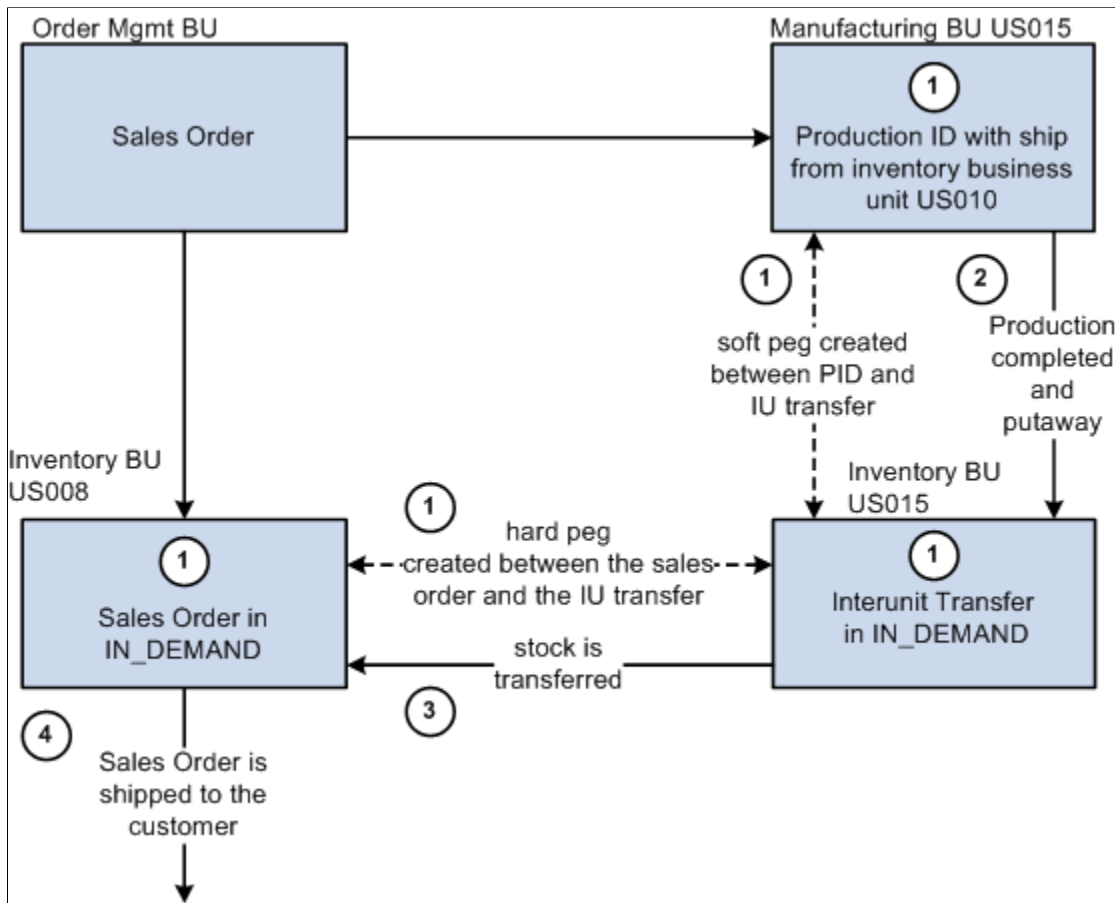 Order Mgmt BU
Sales Order
Manufacturing BU US015
1
Production ID with ship
from inventory business
unit US010
1
soft peg created
between PID and
IU transfer
2
Production
completed
and
putaway
Inventory BU
US008
1
Sales Order in
IN_DEMAND
1
hard peg
created between the sales
order and the IU transfer
stock is
transferred
3
Inventory BU
US015
1
Interunit Transfer
in IN_DEMAND
4
Sales Order is
shipped to the
customer